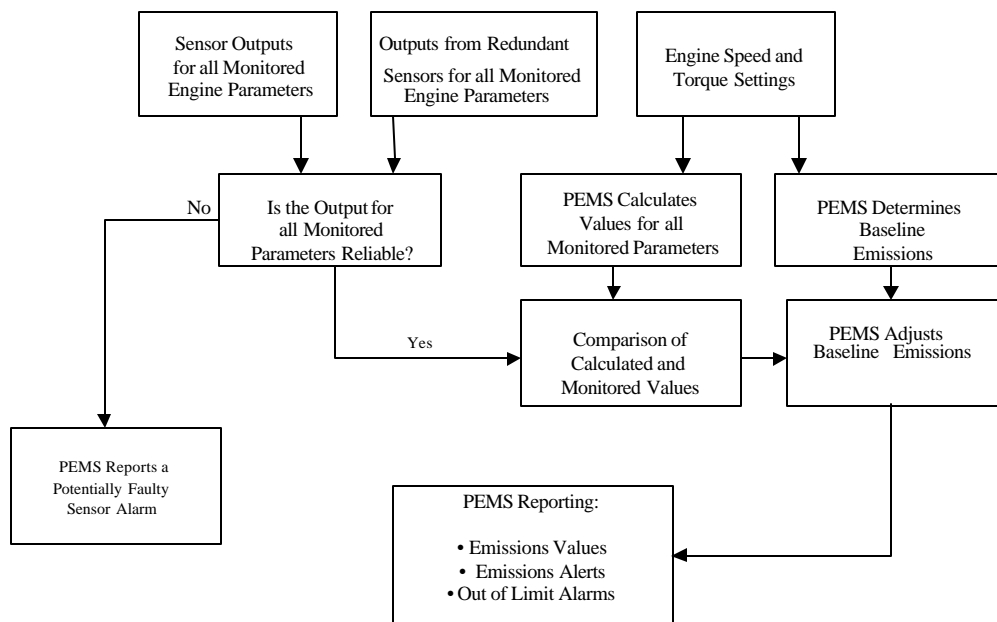 Sensor Outputs
for all Monitored
Engine Parameters
Outputs from Redundant
Sensors for all Monitored
Engine Parameters
Engine Speed and
Torque Settings
No
Is the Output for
all Monitored
Parameters Reliable?
PEMS Calculates
Values for all
Monitored Parameters
PEMS Determines
Baseline
Emissions
Yes
Comparison of
Calculated and
Monitored Values
PEMS Adjusts
Baseline Emissions
PEMS Reports a
Potentially Faulty
Sensor Alarm
PEMS Reporting:
• Emissions Values
• Emissions Alerts
• Out of Limit Alarms